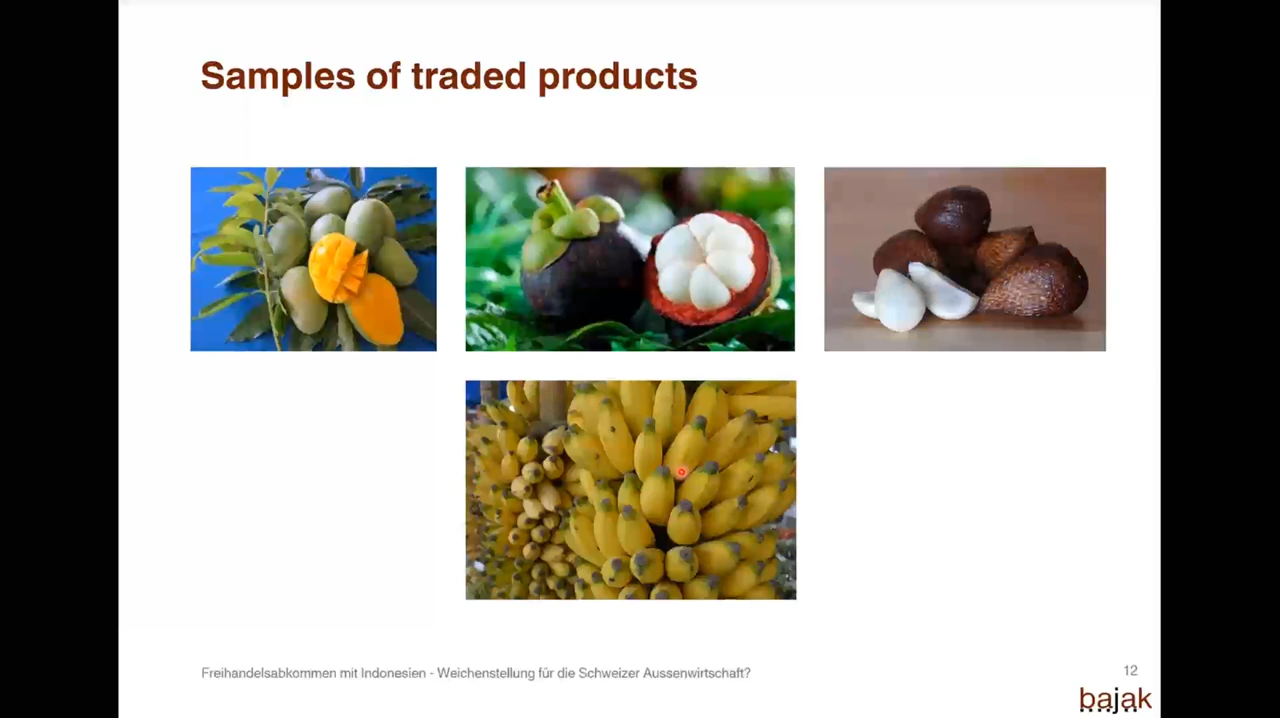 Samples of traded products
Freihandelsabkommen mit Indonesien - Weichenstellung für die Schweizer Aussenwirtschaft?
12
bajak